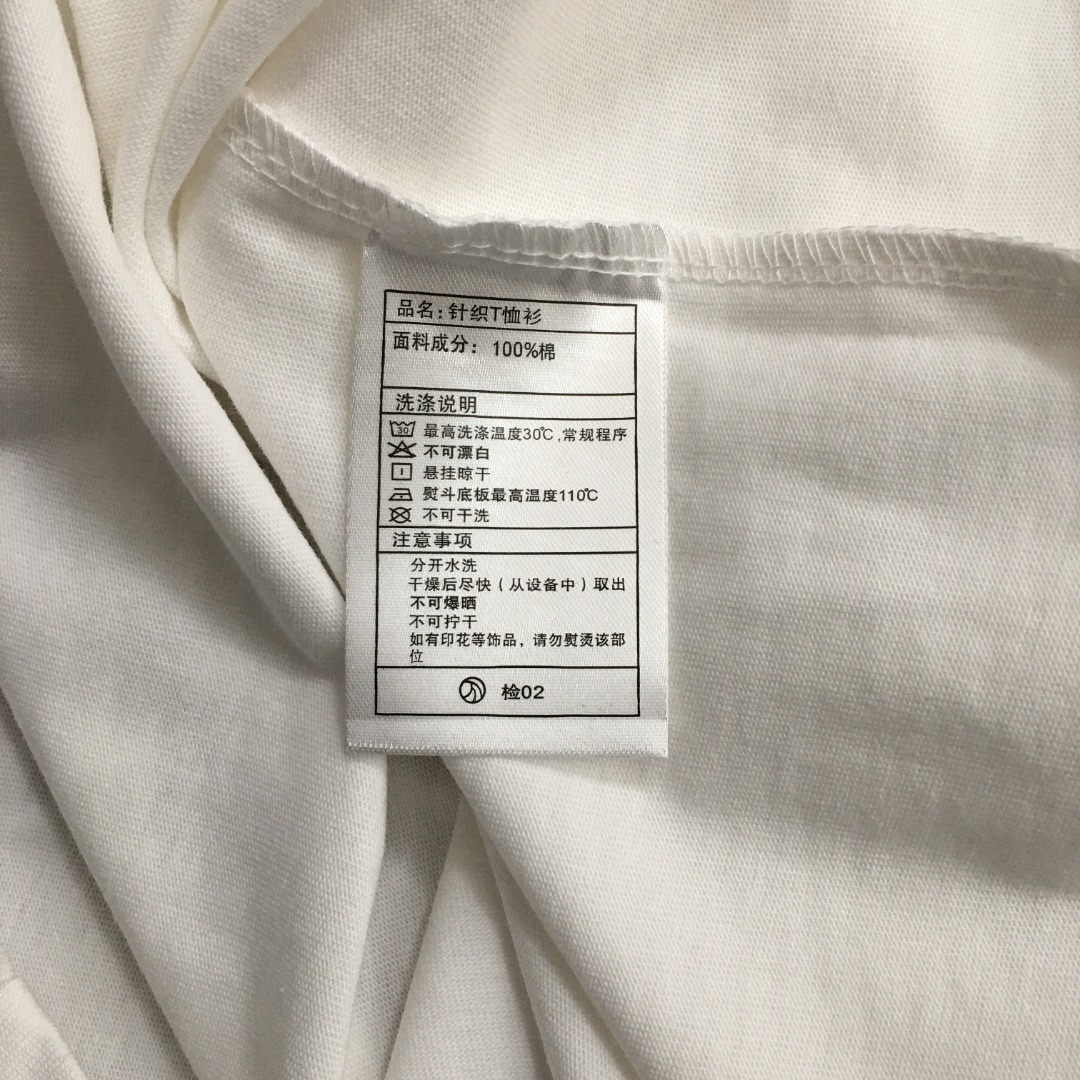 品名：针织T恤衫
面料成分：100%棉
洗涤说明
30 最高洗涤温度30℃,常规程序
不可漂白
悬挂晾干
熨斗底板最高温度110℃
不可干洗
注意事项
分开水洗
干燥后尽快（从设备中）取出
不可爆晒
不可拧干
如有印花等饰品，请勿熨烫该部
位
检02